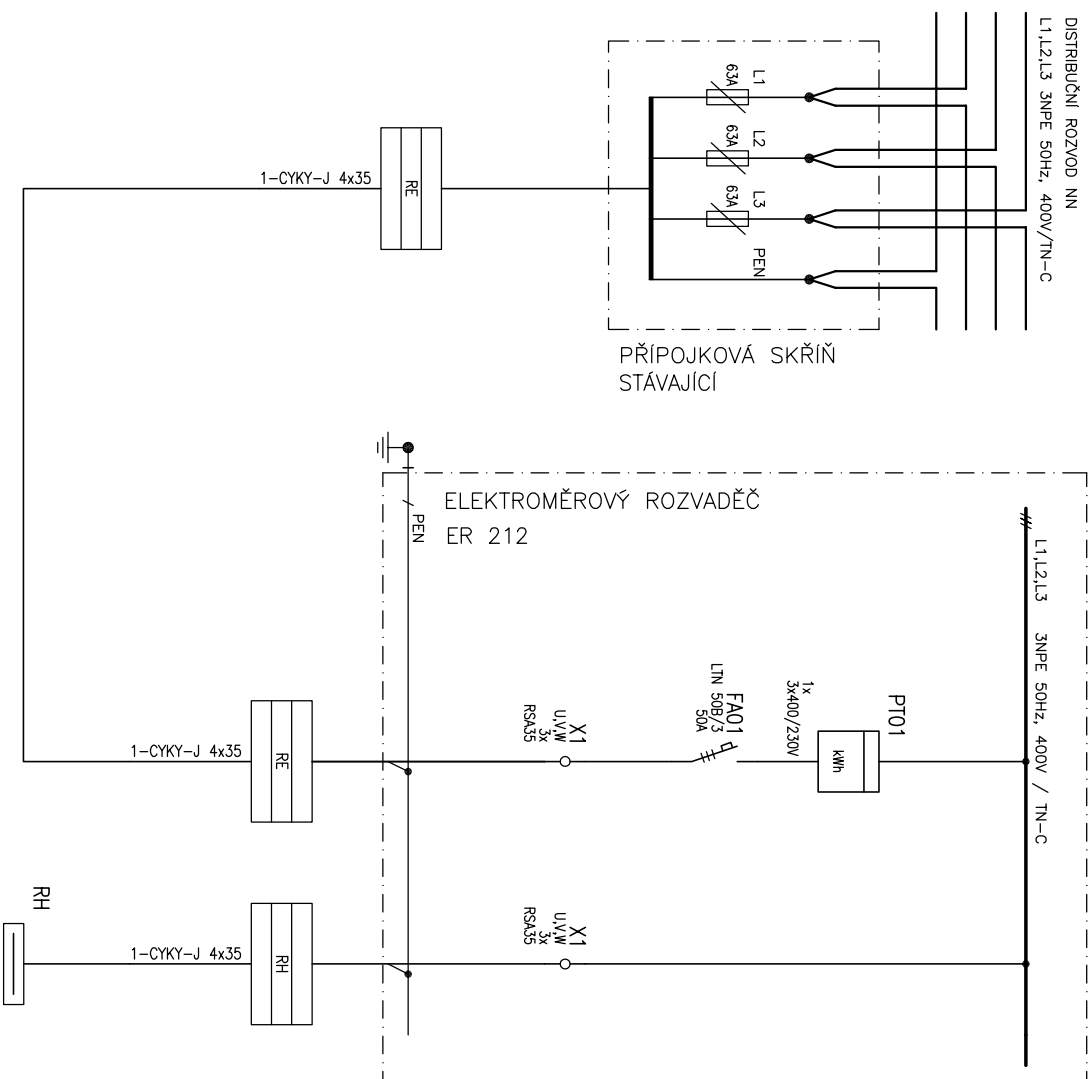 DISTRIBUČNÍ ROZVOD NN
L1,L2,L3 3NPE 50Hz, 400V/TN-C
L1
63A
L2
63A
L3
63A
PEN
PŘÍPOJKOVÁ SKŘÍŇ
STÁVAJÍCÍ
RE
1-CYKY-J 4x35
ELEKTROMĚROVÝ ROZVADĚČ
ER 212
PEN
L1,L2,L3 3NPE 50Hz, 400V / TN-C
PT01
kWh
1x
3x400/230V
FA01
LTN 50B/3
50A
X1
U,V,W
3x
RSA35
RE
1-CYKY-J 4x35
X1
U,V,W
3x
RSA35
RH
1-CYKY-J 4x35
RH